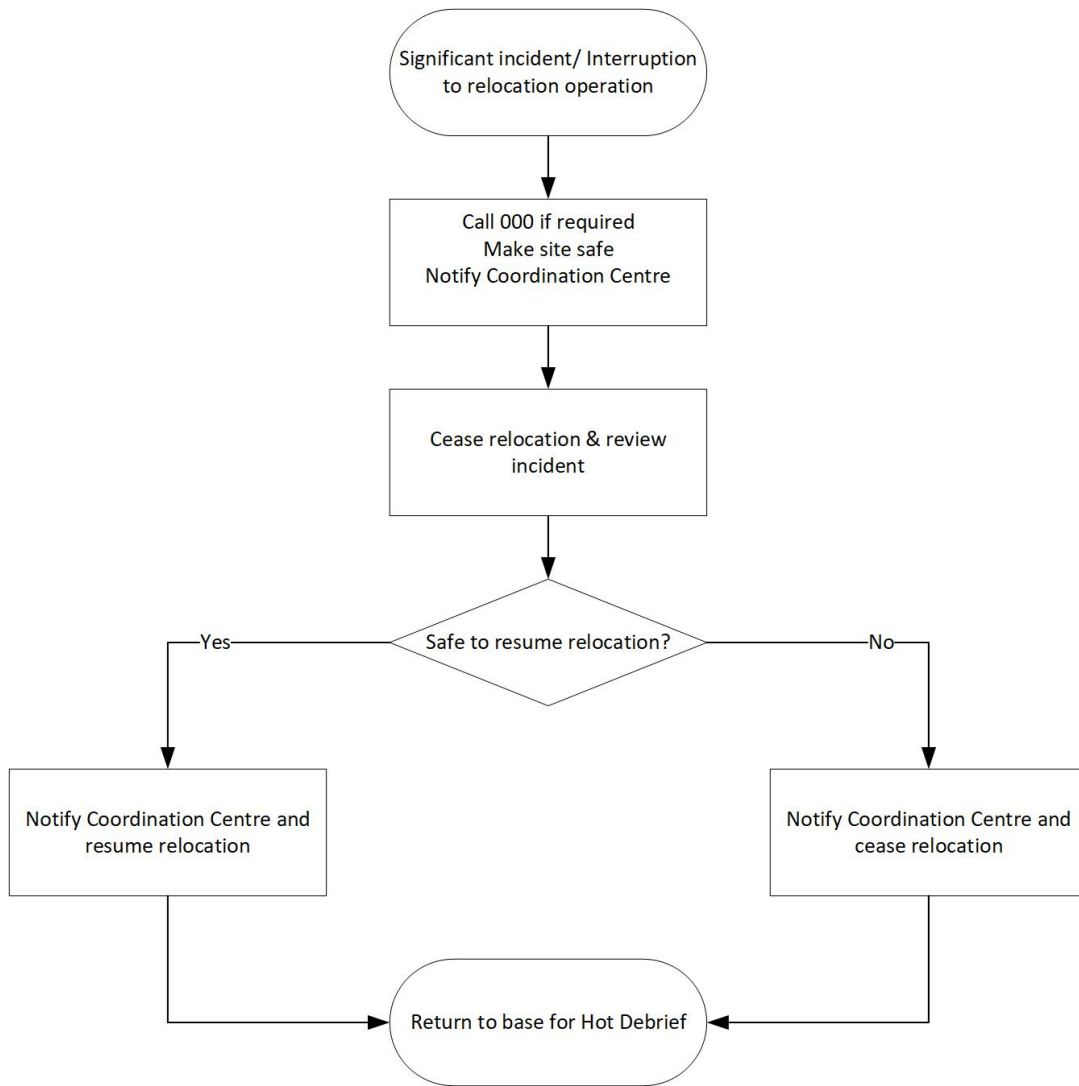 Significant incident/ Interruption
to relocation operation
Call 000 if required
Make site safe
Notify Coordination Centre
Cease relocation & review
incident
Safe to resume relocation?
Yes
No
Notify Coordination Centre and
resume relocation
Notify Coordination Centre and
cease relocation
Return to base for Hot Debrief